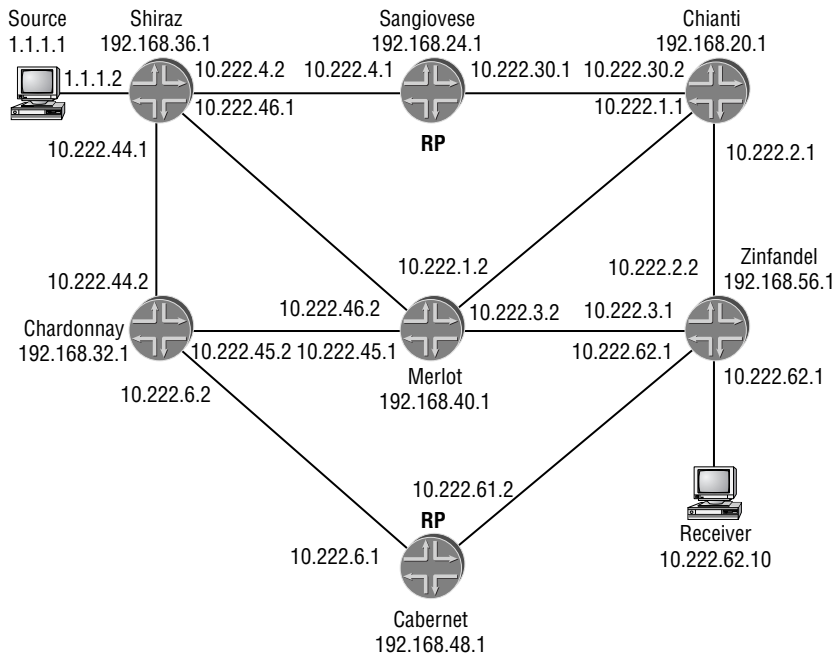 Source
1.1.1.1
Shiraz
192.168.36.1
Sangiovese
192.168.24.1
Chianti
192.168.20.1
1.1.1.2
10.222.4.2
10.222.4.1
10.222.30.1
10.222.30.2
10.222.46.1
10.222.1.1
RP
10.222.44.1
10.222.2.1
10.222.44.2
10.222.1.2
10.222.2.2
Zinfandel
192.168.56.1
Chardonnay
192.168.32.1
10.222.46.2
10.222.3.2
10.222.3.1
10.222.45.2
10.222.45.1
10.222.62.1
Merlot
192.168.40.1
10.222.62.1
10.222.6.2
10.222.61.2
RP
Receiver
10.222.62.10
10.222.6.1
Cabernet
192.168.48.1